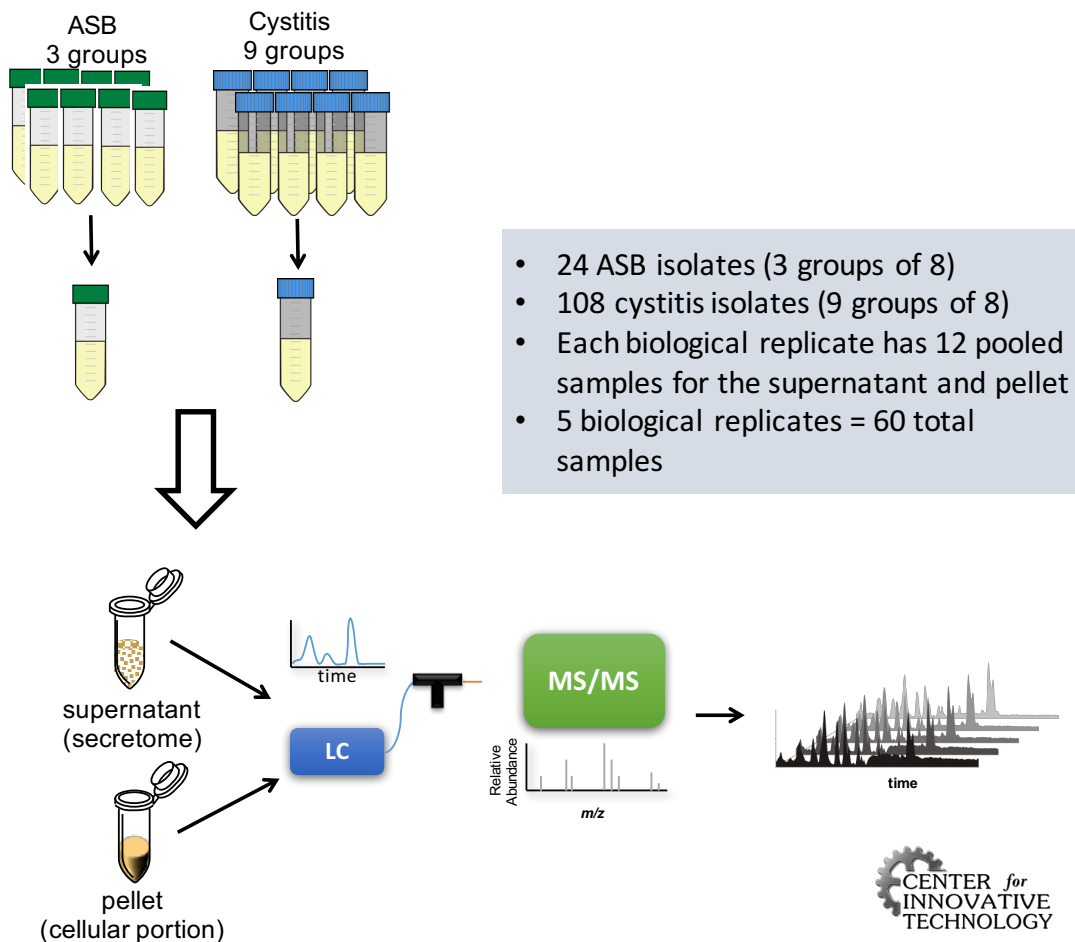 ASB
3 groups
Cystitis
9 groups
• 24 ASB isolates (3 groups of 8)
• 108 cystitis isolates (9 groups of 8)
• Each biological replicate has 12 pooled
samples for the supernatant and pellet
• 5 biological replicates = 60 total
samples
supernatant
(secretome)
pellet
(cellular portion)
time
LC
MS/MS
Relative
Abundance
m/z
time
CENTER for
INNOVATIVE
TECHNOLOGY